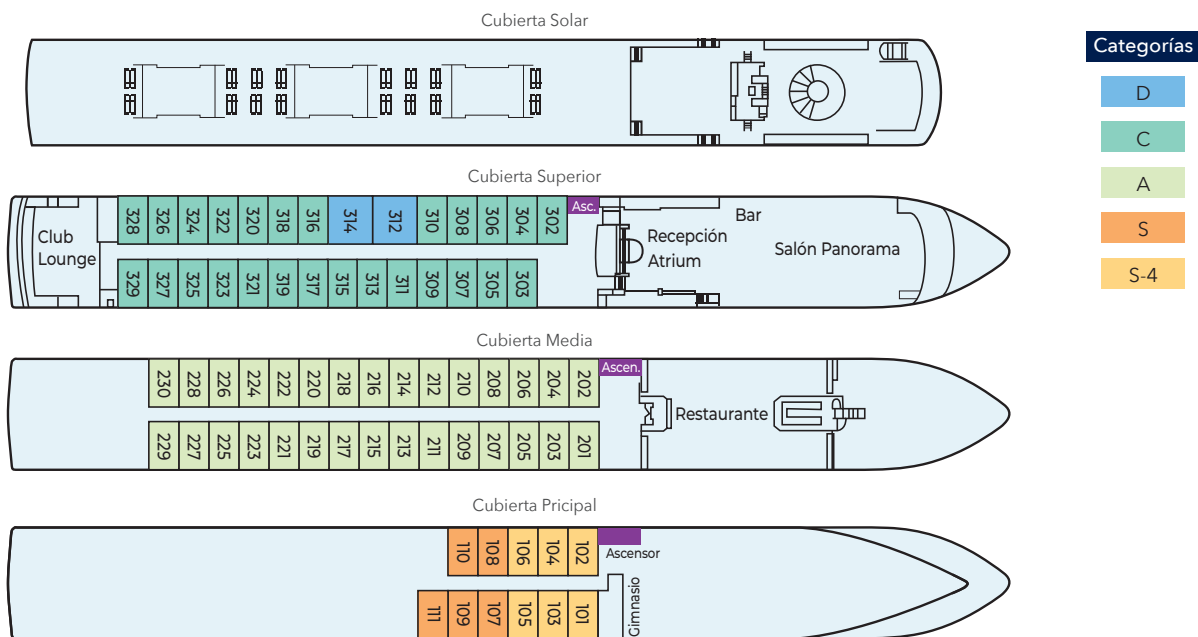 Cubierta Solar
Categorías
D
C
A
S
S-4
Cubierta Superior
328 326 324 322 320 318 316 314 312 310 308 306 304 302
Asc.
Club
Lounge
Recepción
Atrium
Bar
Salón Panorama
329 327 325 323 321 319 317 315 313 311 309 307 305 303
Cubierta Media
230 228 226 224 222 220 218 216 214 212 210 208 206 204 202
Ascen.
Restaurante
229 227 225 223 221 219 217 215 213 211 209 207 205 203 201
Cubierta Pricipal
110 108 106 104 102
Ascensor
Gimnasio
111 109 107 105 103 101